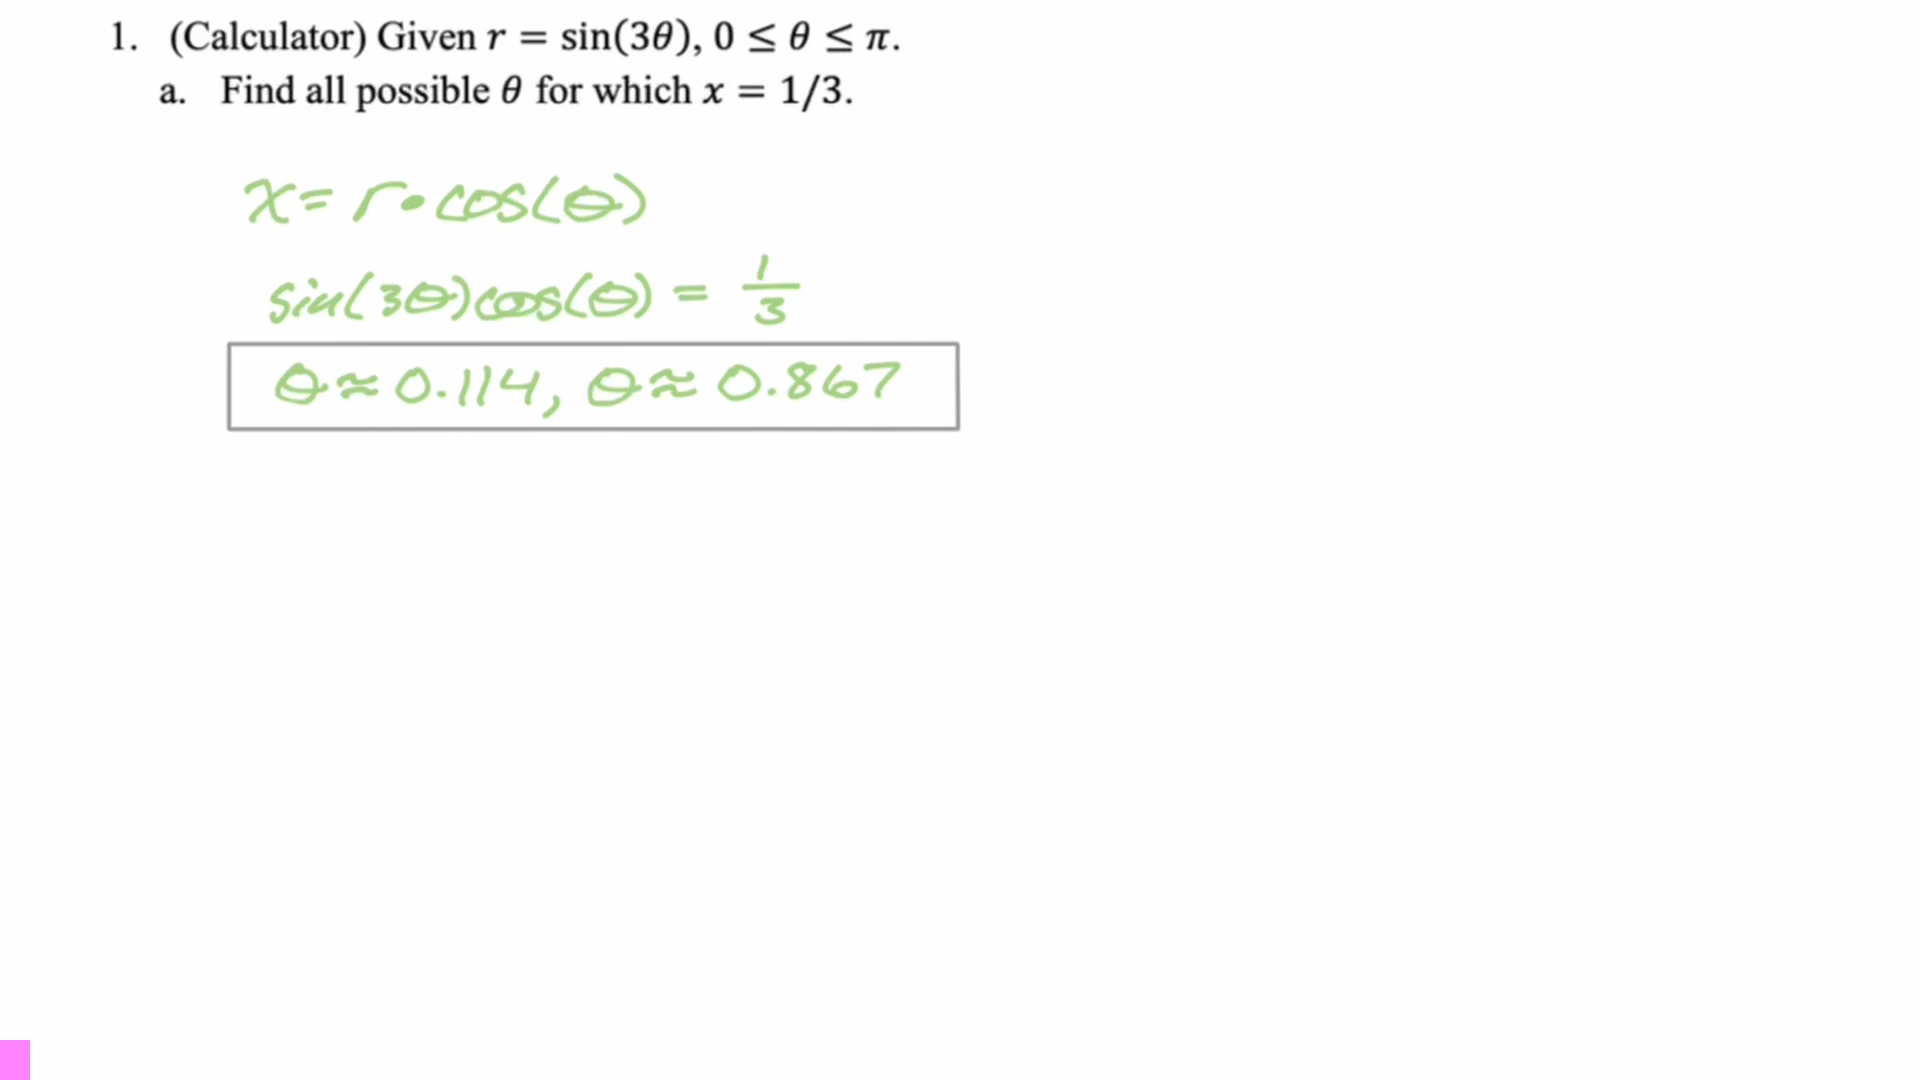 1. (Calculator) Given r = sin(3θ), 0 ≤ θ ≤ π.
a. Find all possible θ for which x = 1/3.
x = r • cos(θ)
sin(3θ)cos(θ) = 1/3
θ ≈ 0.114, θ ≈ 0.867